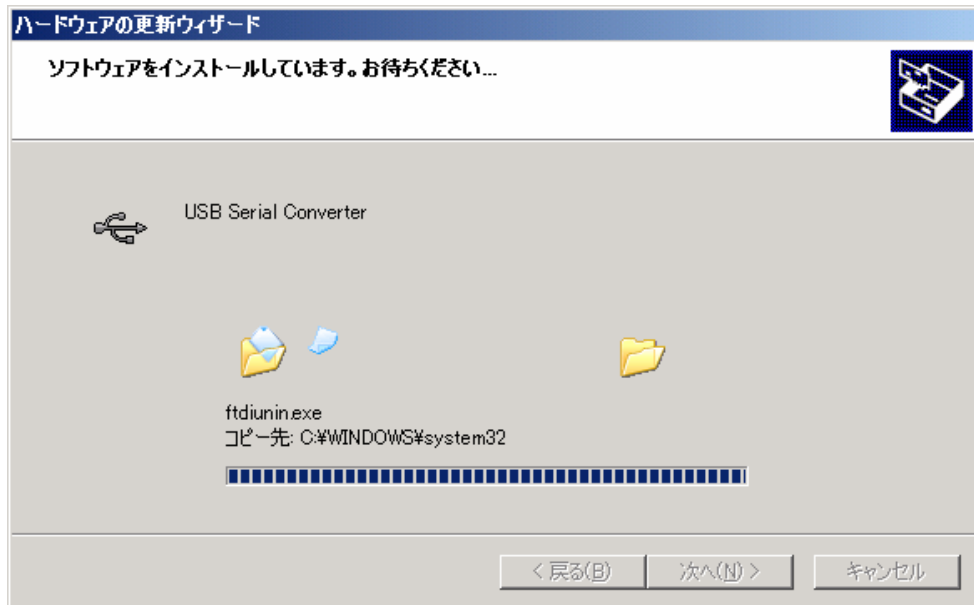 ハードウェアの更新ウィザード
ソフトウェアをインストールしています。お待ちください...
USB Serial Converter
ftdiunin.exe
コピー先: C:¥WINDOWS¥system32
< 戻る(B)
次へ(N) >
キャンセル